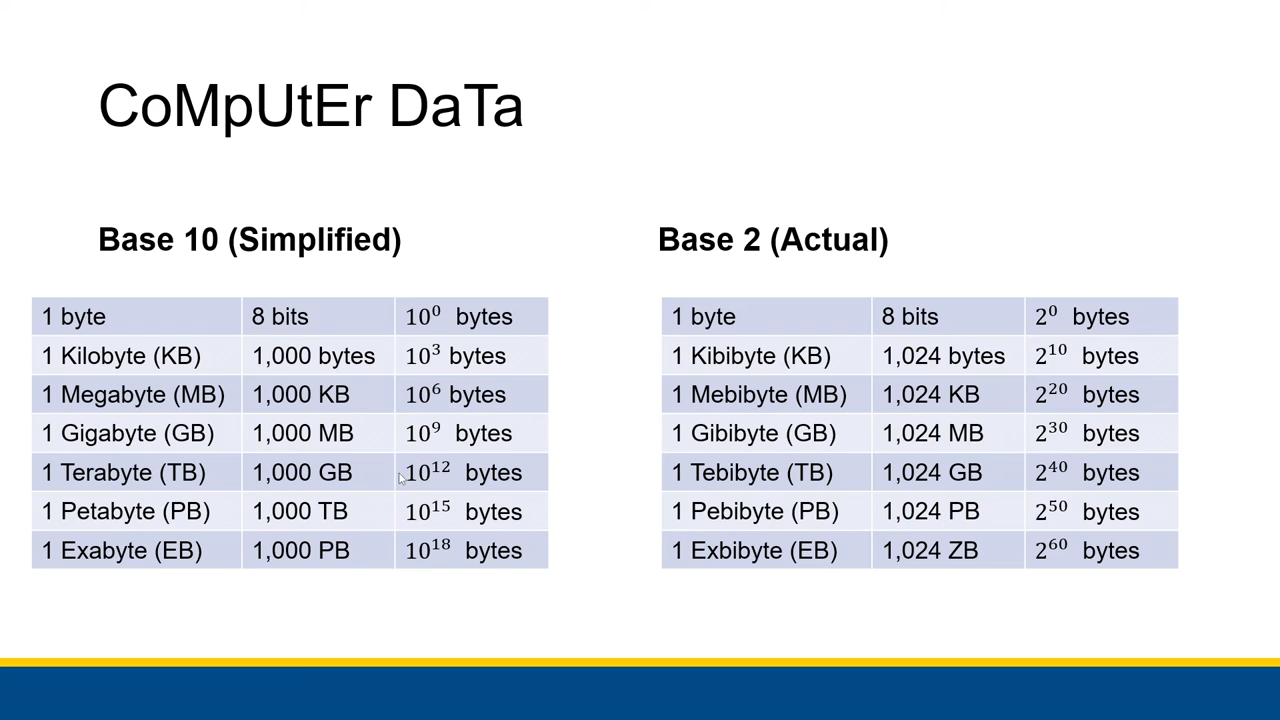 CoMpUtEr DaTa
Base 10 (Simplified)
1 byte 8 bits 10⁰ bytes
1 Kilobyte (KB) 1,000 bytes 10³ bytes
1 Megabyte (MB) 1,000 KB 10⁶ bytes
1 Gigabyte (GB) 1,000 MB 10⁹ bytes
1 Terabyte (TB) 1,000 GB 10¹² bytes
1 Petabyte (PB) 1,000 TB 10¹⁵ bytes
1 Exabyte (EB) 1,000 PB 10¹⁸ bytes
Base 2 (Actual)
1 byte 8 bits 2⁰ bytes
1 Kibibyte (KB) 1,024 bytes 2¹⁰ bytes
1 Mebibyte (MB) 1,024 KB 2²⁰ bytes
1 Gibibyte (GB) 1,024 MB 2³⁰ bytes
1 Tebibyte (TB) 1,024 GB 2⁴⁰ bytes
1 Pebibyte (PB) 1,024 PB 2⁵⁰ bytes
1 Exbibyte (EB) 1,024 ZB 2⁶⁰ bytes